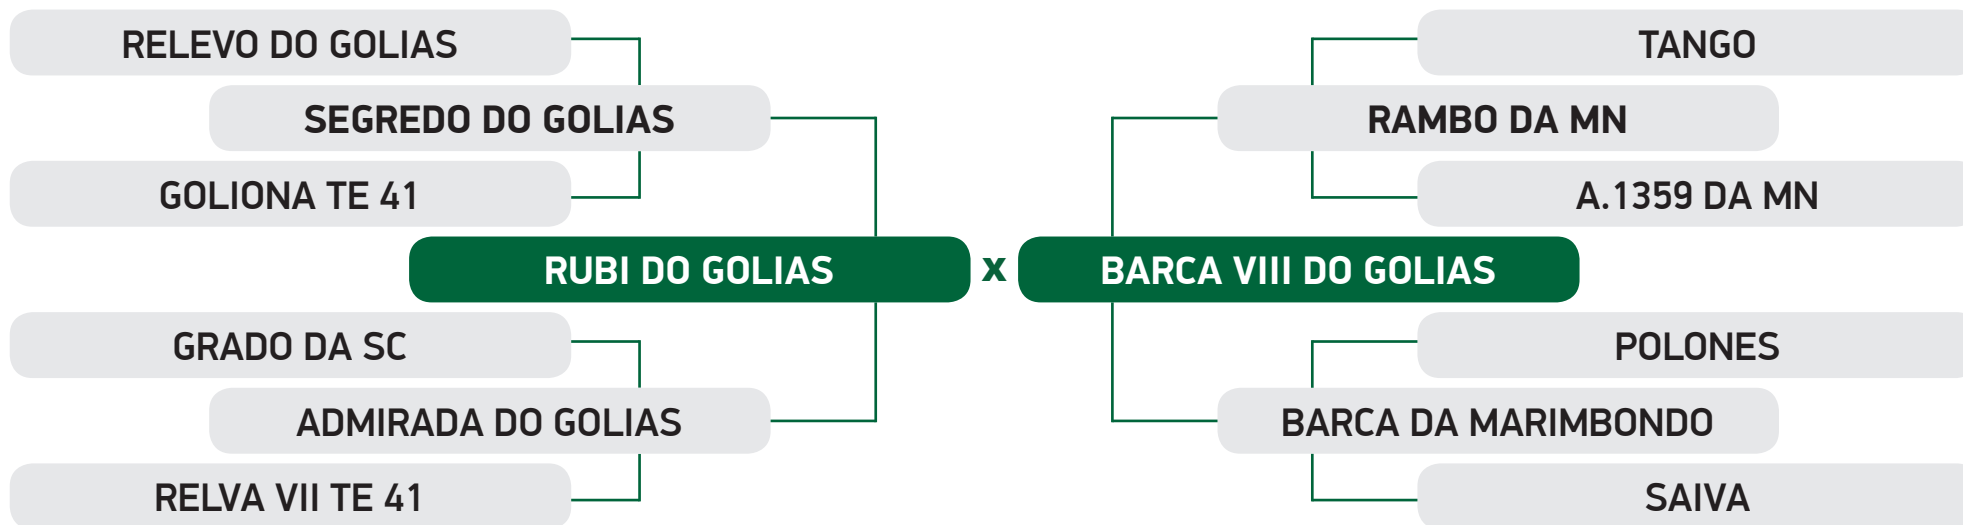 RELEVO DO GOLIAS
TANGO
SEGREDO DO GOLIAS
RAMBO DA MN
GOLIONA TE 41
A.1359 DA MN
RUBI DO GOLIAS x BARCA VIII DO GOLIAS
GRADO DA SC
POLONES
ADMIRADA DO GOLIAS
BARCA DA MARIMBONDO
RELVA VII TE 41
SAIVA